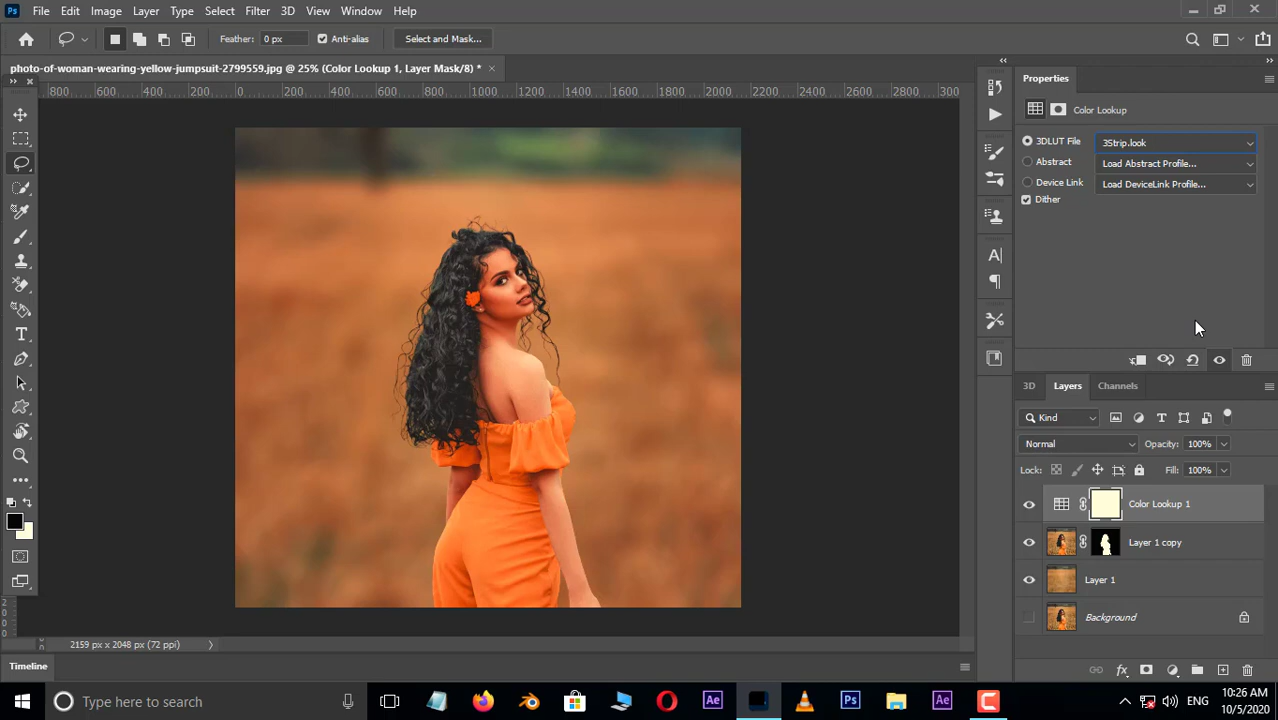 Ps File Edit Image Layer Type Select Filter 3D View Window Help
Feather: 0 px Anti-alias Select and Mask...
photo-of-woman-wearing-yellow-jumpsuit-2799559.jpg @ 25% (Color Lookup 1, Layer Mask/8) * ×
800 600 400 200 0 200 400 600 800 1000 1200 1400 1600 1800 2000 2200 2400 2600 2800 300
Properties
Color Lookup
3DLUT File 3Strip.look
Abstract Load Abstract Profile...
Device Link Load DeviceLink Profile...
Dither
3D Layers Channels
Kind
Normal Opacity: 100%
Lock: Fill: 100%
Color Lookup 1
Layer 1 copy
Layer 1
Background
2159 px x 2048 px (72 ppi)
Timeline
Type here to search
Ae Ps Ae
ENG
10:26 AM
10/5/2020